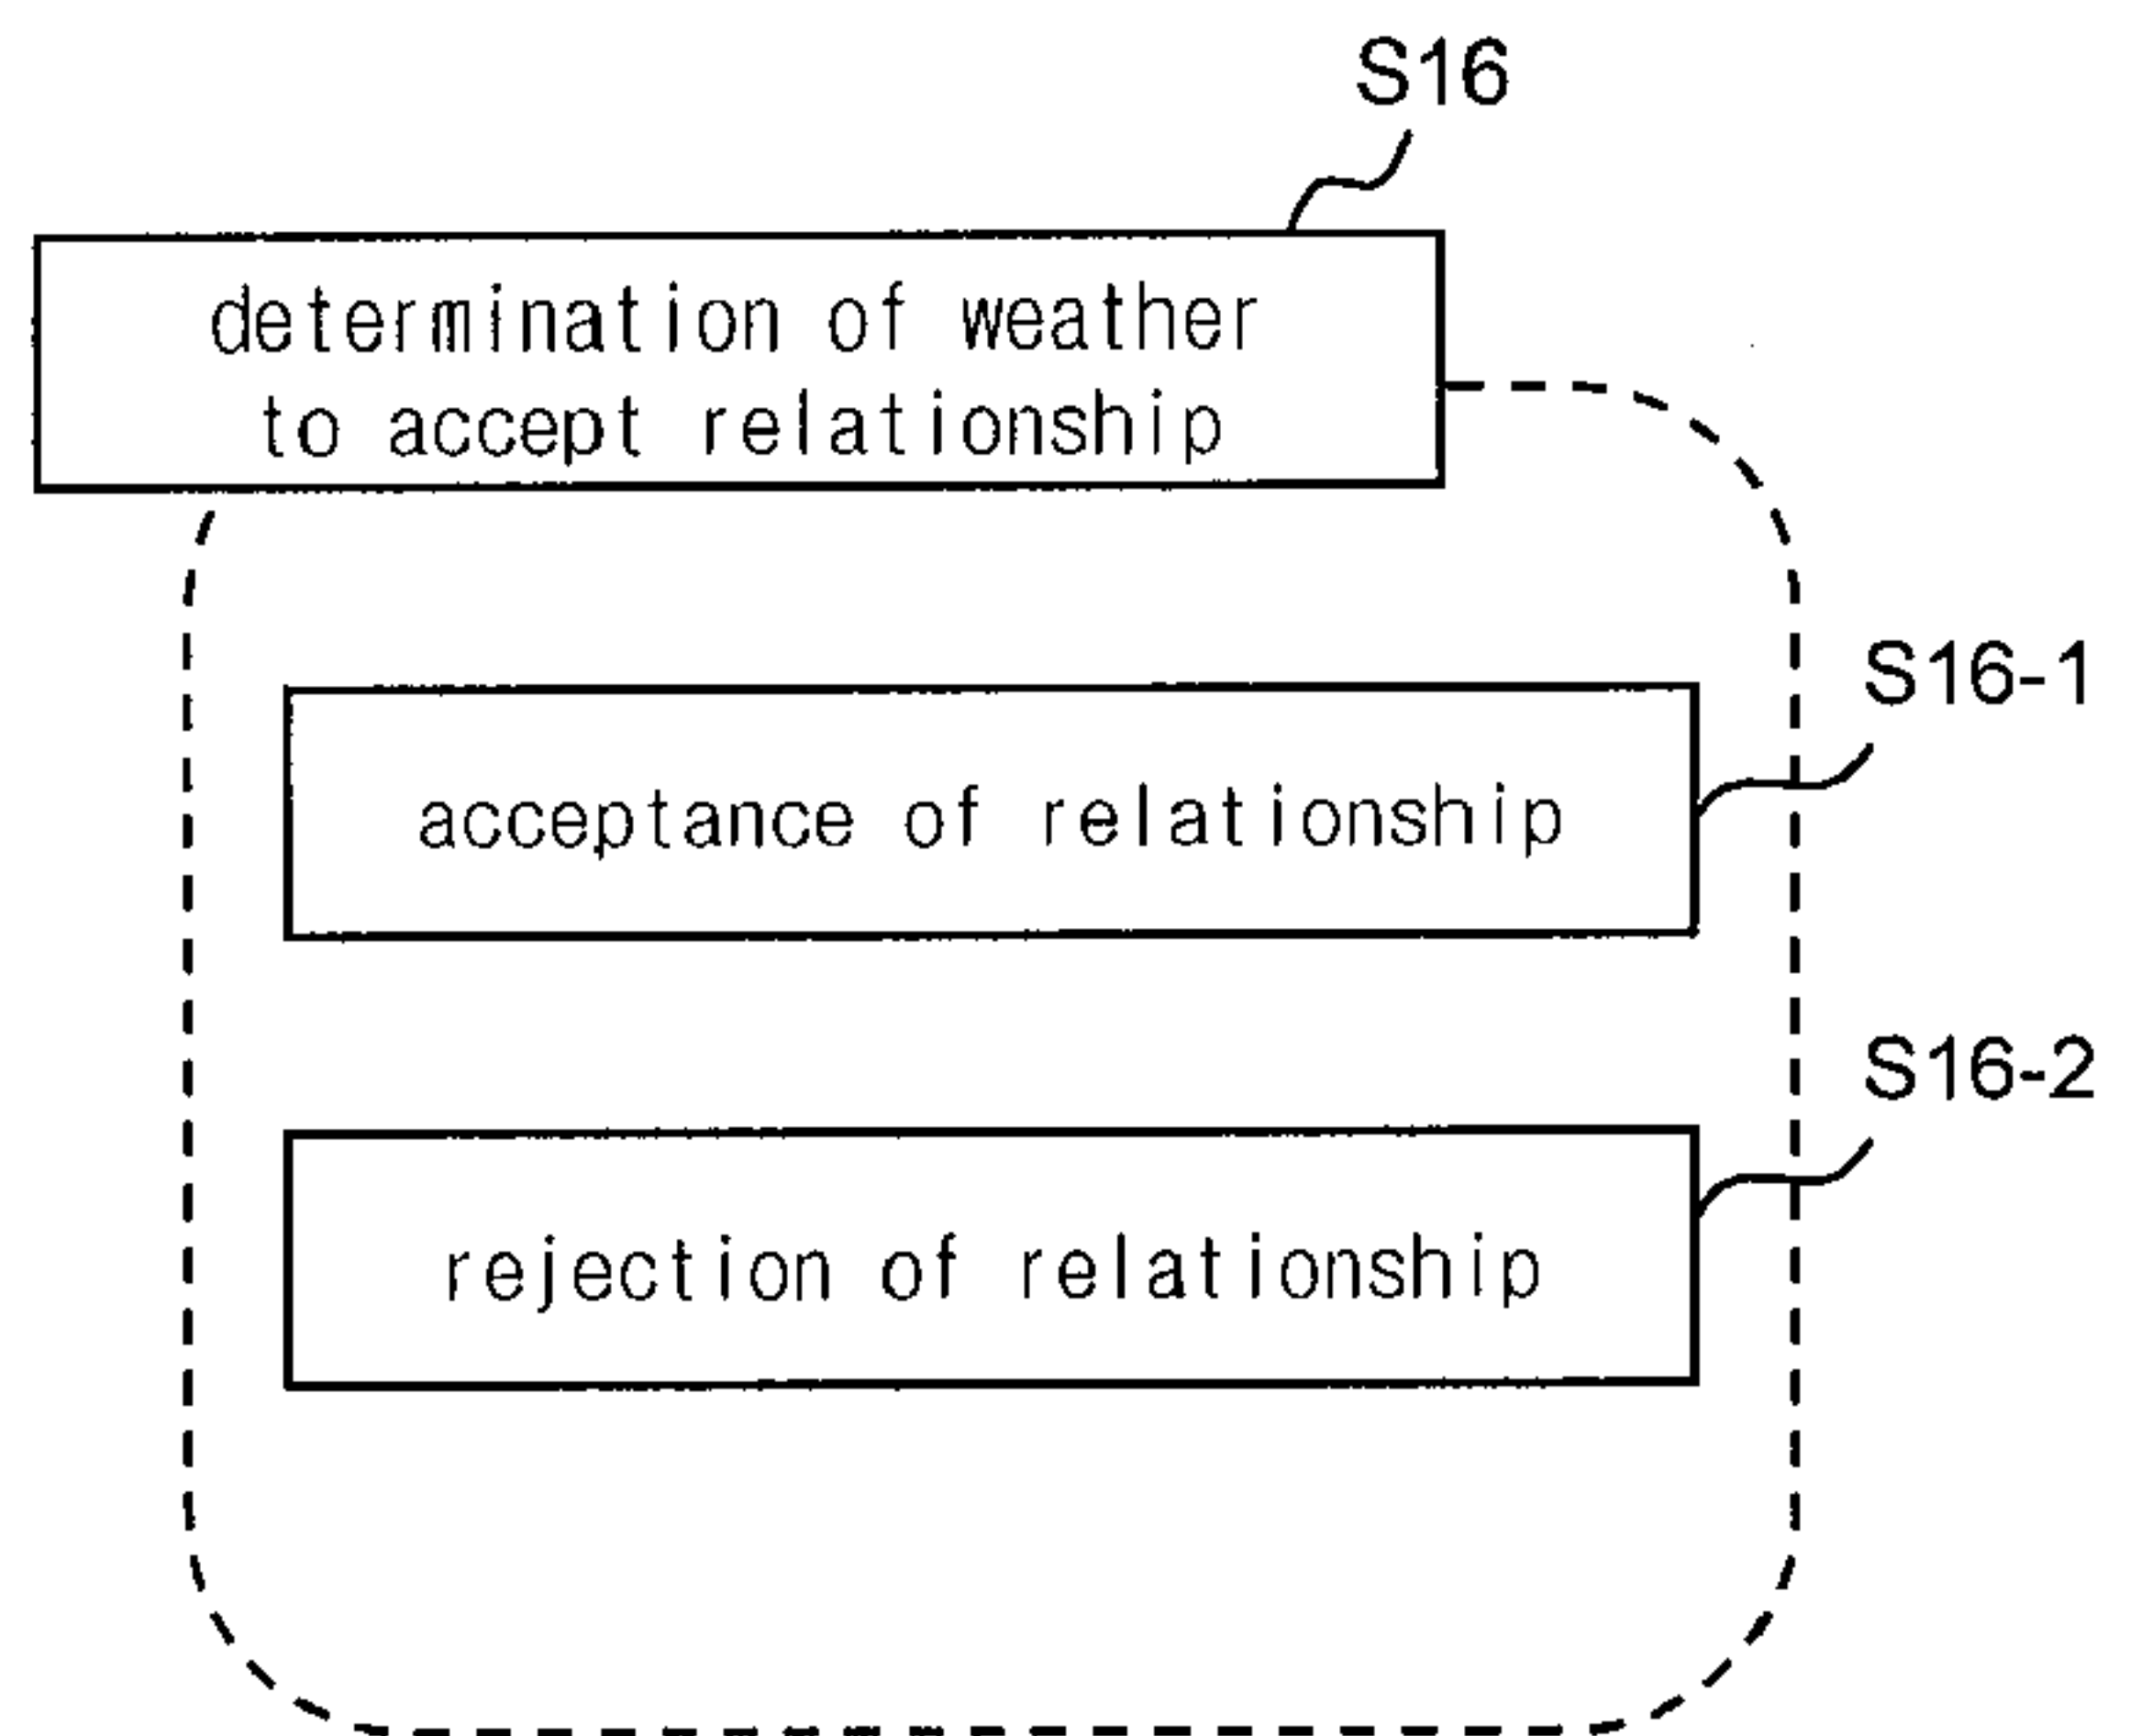 S16
determination of weather
to accept relationship
S16-1
acceptance of relationship
S16-2
rejection of relationship